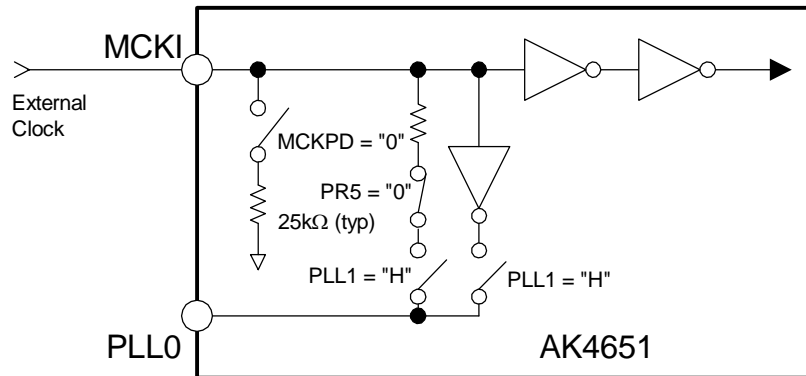 MCKI
External
Clock
MCKPD = "0"
PR5 = "0"
25kΩ (typ)
PLL1 = "H"
PLL1 = "H"
PLL0
AK4651